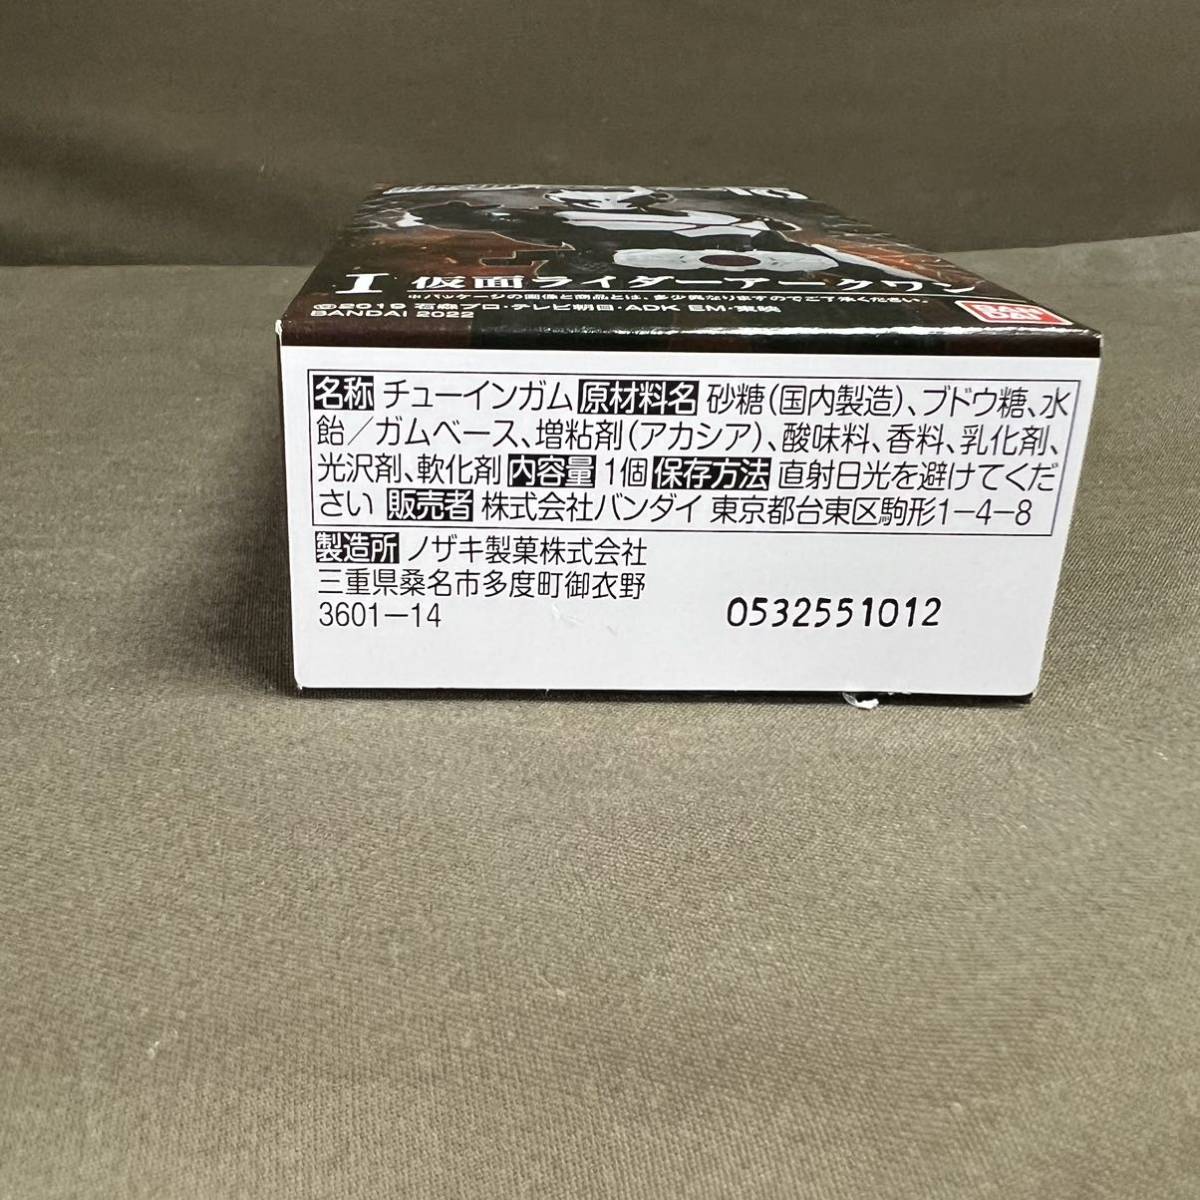 I 仮面ライダーアークワン
※パッケージの画像と商品とは、多少異なりますのでご了承ください。
©2019 石森プロ・テレビ朝日・ADK EM・東映
BANDAI 2022
BANDAI
名称 チューインガム 原材料名 砂糖(国内製造)、ブドウ糖、水
飴/ガムベース、増粘剤(アカシア)、酸味料、香料、乳化剤、
光沢剤、軟化剤 内容量 1個 保存方法 直射日光を避けてくだ
さい 販売者 株式会社バンダイ 東京都台東区駒形1-4-8
製造所 ノザキ製菓株式会社
三重県桑名市多度町御衣野
3601-14
0532551012